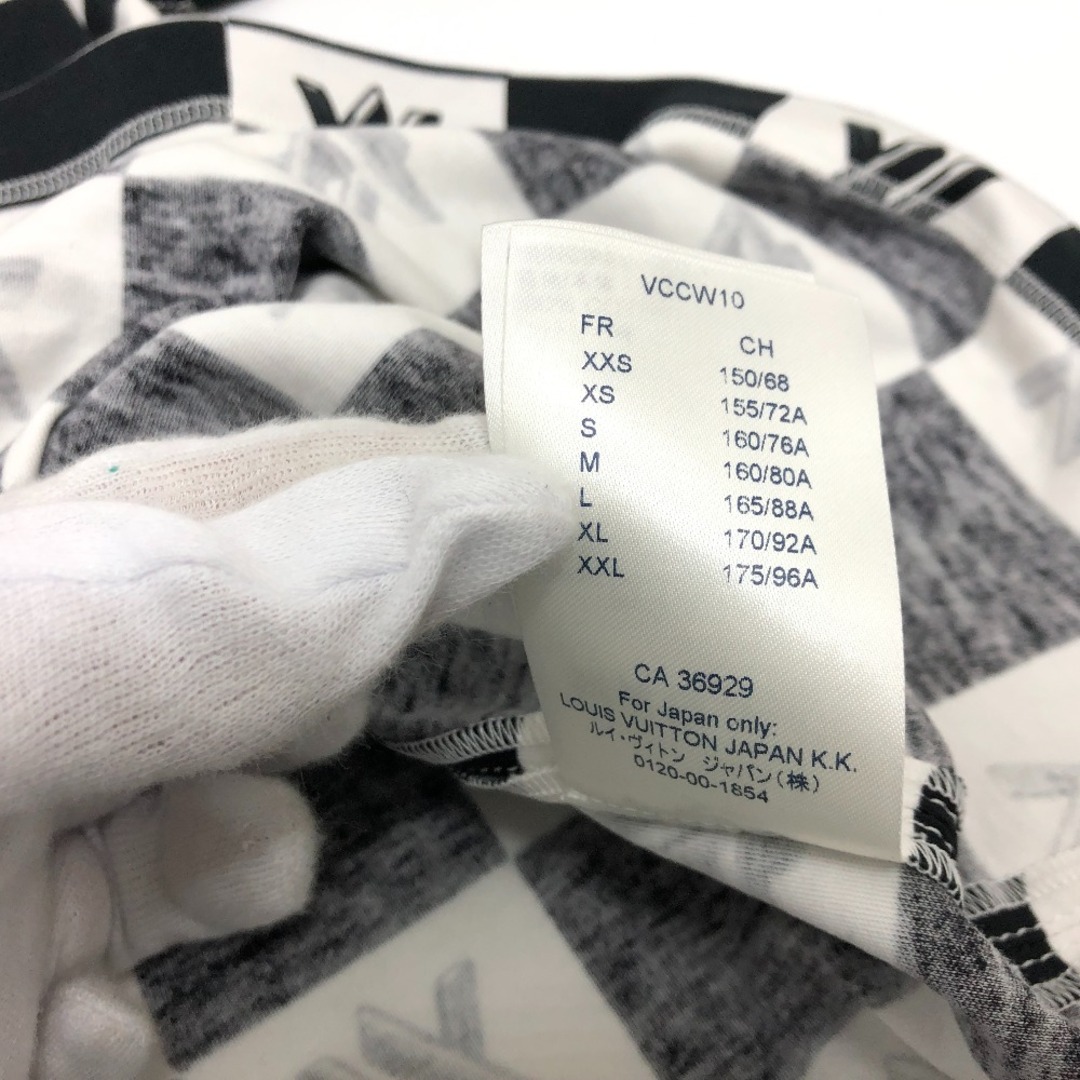 VCCW10
FR CH
XXS 150/68
XS 155/72A
S 160/76A
M 160/80A
L 165/88A
XL 170/92A
XXL 175/96A
CA 36929
For Japan only:
LOUIS VUITTON JAPAN K.K.
ルイ・ヴィトン ジャパン(株)
0120-00-1854